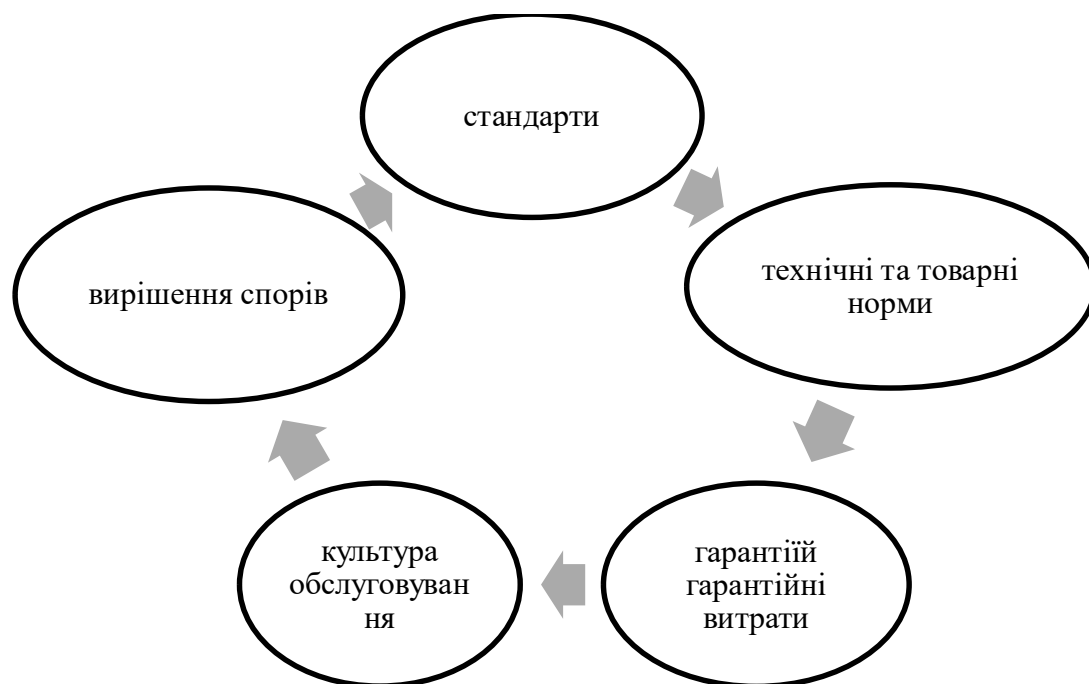 стандарти
технічні та товарні
норми
гарантіїй
гарантійні
витрати
культура
обслуговуван
ня
вирішення спорів